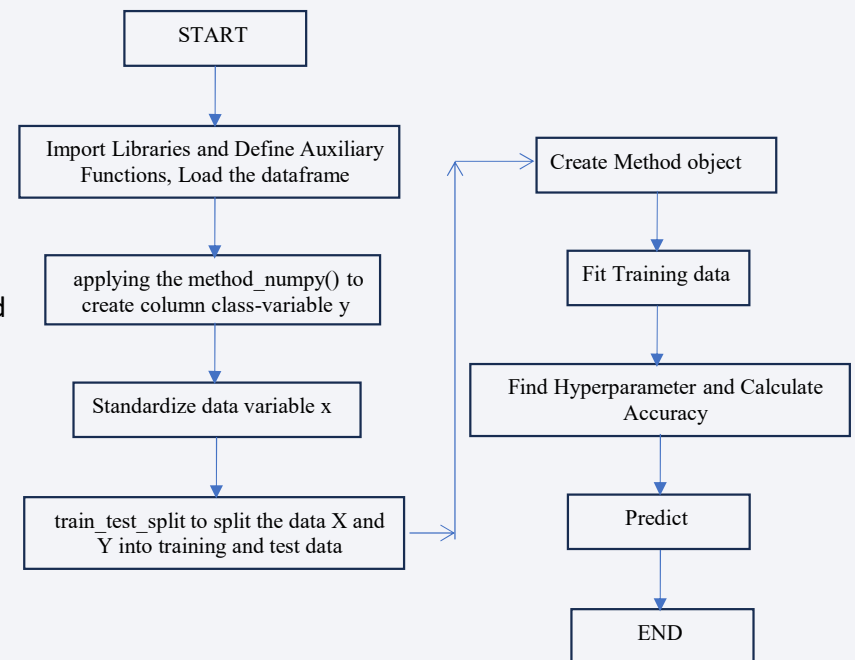 START
Import Libraries and Define Auxiliary
Functions, Load the dataframe
applying the method_numpy() to
create column class-variable y
Standardize data variable x
train_test_split to split the data X and
Y into training and test data
Create Method object
Fit Training data
Find Hyperparameter and Calculate
Accuracy
Predict
END